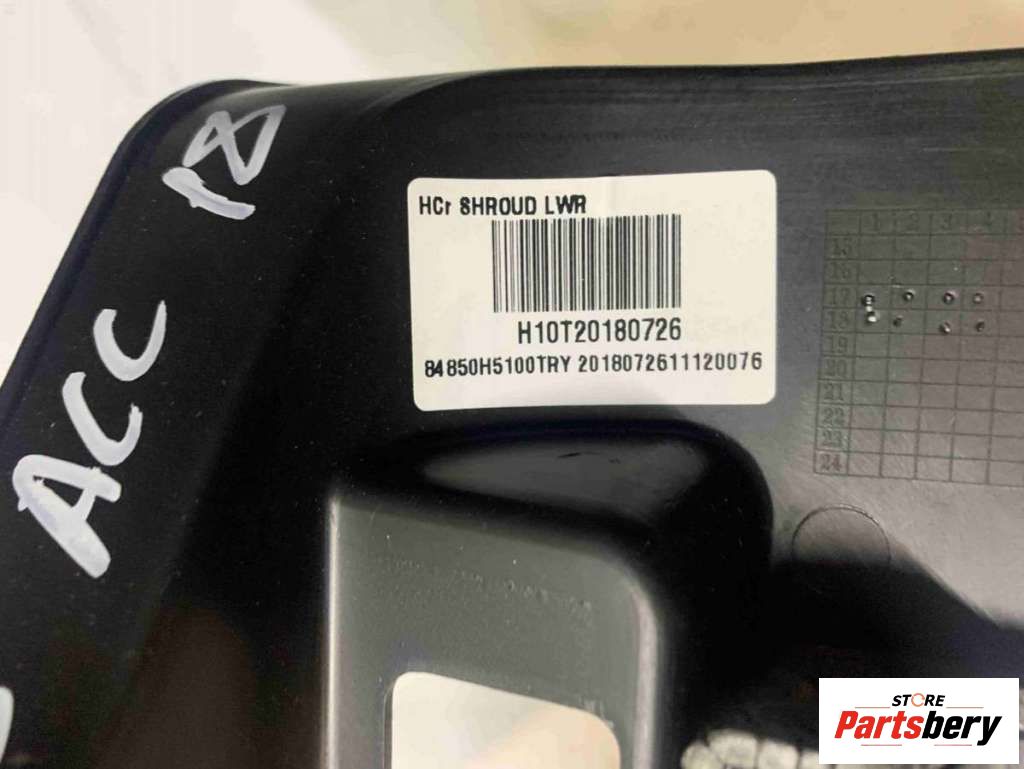 ACC 18
HCr SHROUD LWR
H10T20180726
84850H5100TRY 2018072611120076
1 2 3 4
15
16
17
18
19
20
21
22
23
24
STORE
Partsbery